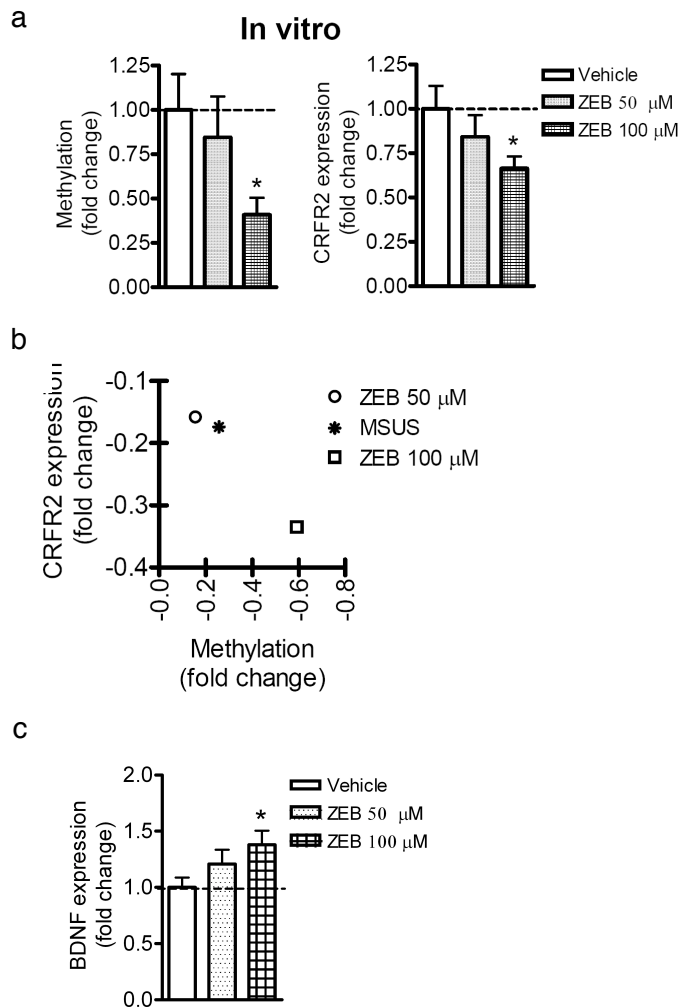 a
In vitro
Methylation
(fold change)
1.25
1.00
0.75
0.50
0.25
0.00
*
CRFR2 expression
(fold change)
1.25
1.00
0.75
0.50
0.25
0.00
*
Vehicle
ZEB 50 μM
ZEB 100 μM
b
CRFR2 expression
(fold change)
-0.1
-0.2
-0.3
-0.4
-0.0
-0.2
-0.4
-0.6
-0.8
Methylation
(fold change)
ZEB 50 μM
MSUS
ZEB 100 μM
c
BDNF expression
(fold change)
2.0
1.5
1.0
0.5
0.0
*
Vehicle
ZEB 50 μM
ZEB 100 μM